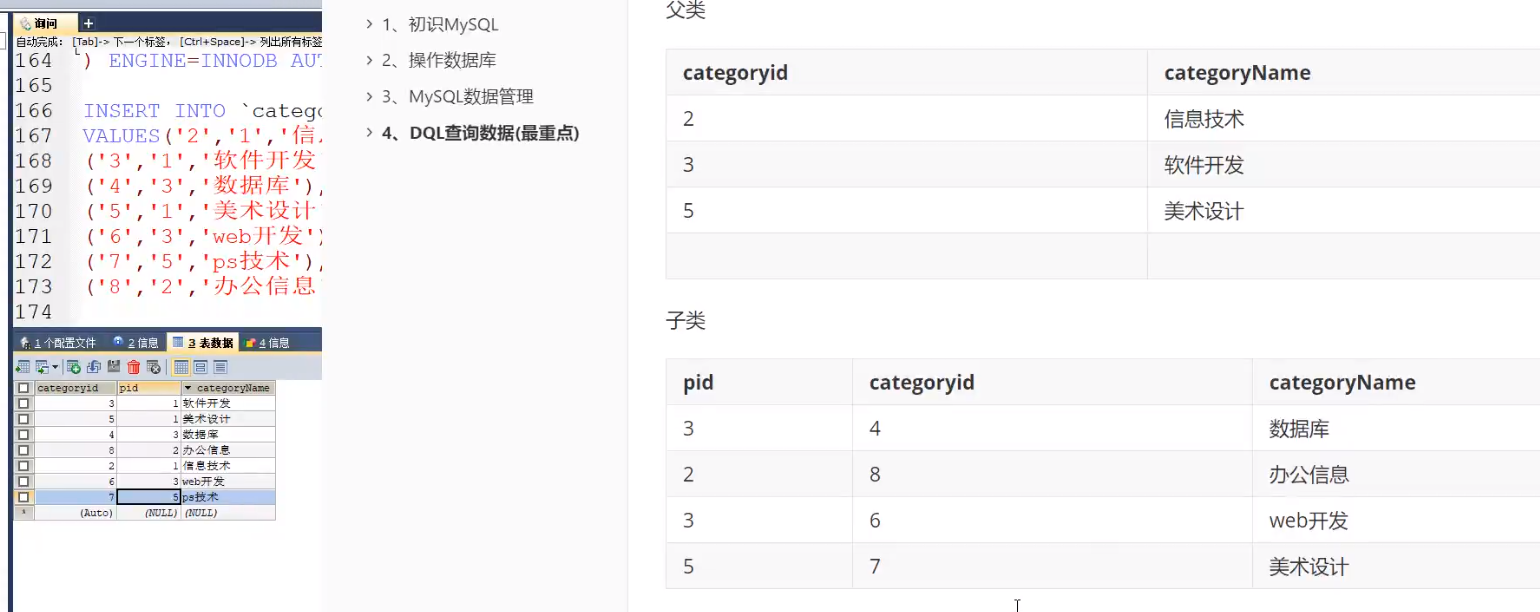 询问
自动完成: [Tab]-> 下一个标签, [Ctrl+Space]-> 列出所有标签
164 ) ENGINE=INNODB AUT
165
166 INSERT INTO `catego
167 VALUES('2','1','信
168 ('3','1','软件开发'
169 ('4','3','数据库'),
170 ('5','1','美术设计'
171 ('6','3','web开发')
172 ('7','5','ps技术'),
173 ('8','2','办公信息'
174
1 个配置文件 2 信息 3 表数据 4 信息
categoryid pid categoryName
3 1 软件开发
5 1 美术设计
4 3 数据库
8 2 办公信息
2 1 信息技术
6 3 web开发
7 5 ps技术
* (Auto) (NULL) (NULL)
1、初识MySQL
2、操作数据库
3、MySQL数据管理
4、DQL查询数据(最重点)
父类
categoryid categoryName
2 信息技术
3 软件开发
5 美术设计
子类
pid categoryid categoryName
3 4 数据库
2 8 办公信息
3 6 web开发
5 7 美术设计